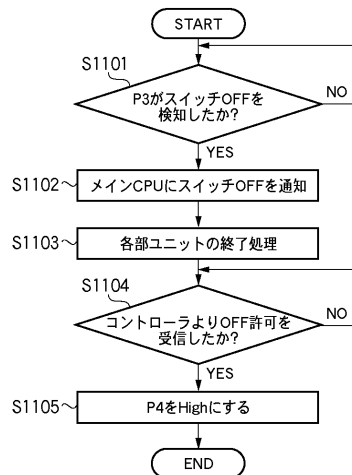 START
S1101
P3がスイッチOFFを
検知したか?
NO
YES
S1102
メインCPUにスイッチOFFを通知
S1103
各部ユニットの終了処理
S1104
コントローラよりOFF許可を
受信したか?
NO
YES
S1105
P4をHighにする
END